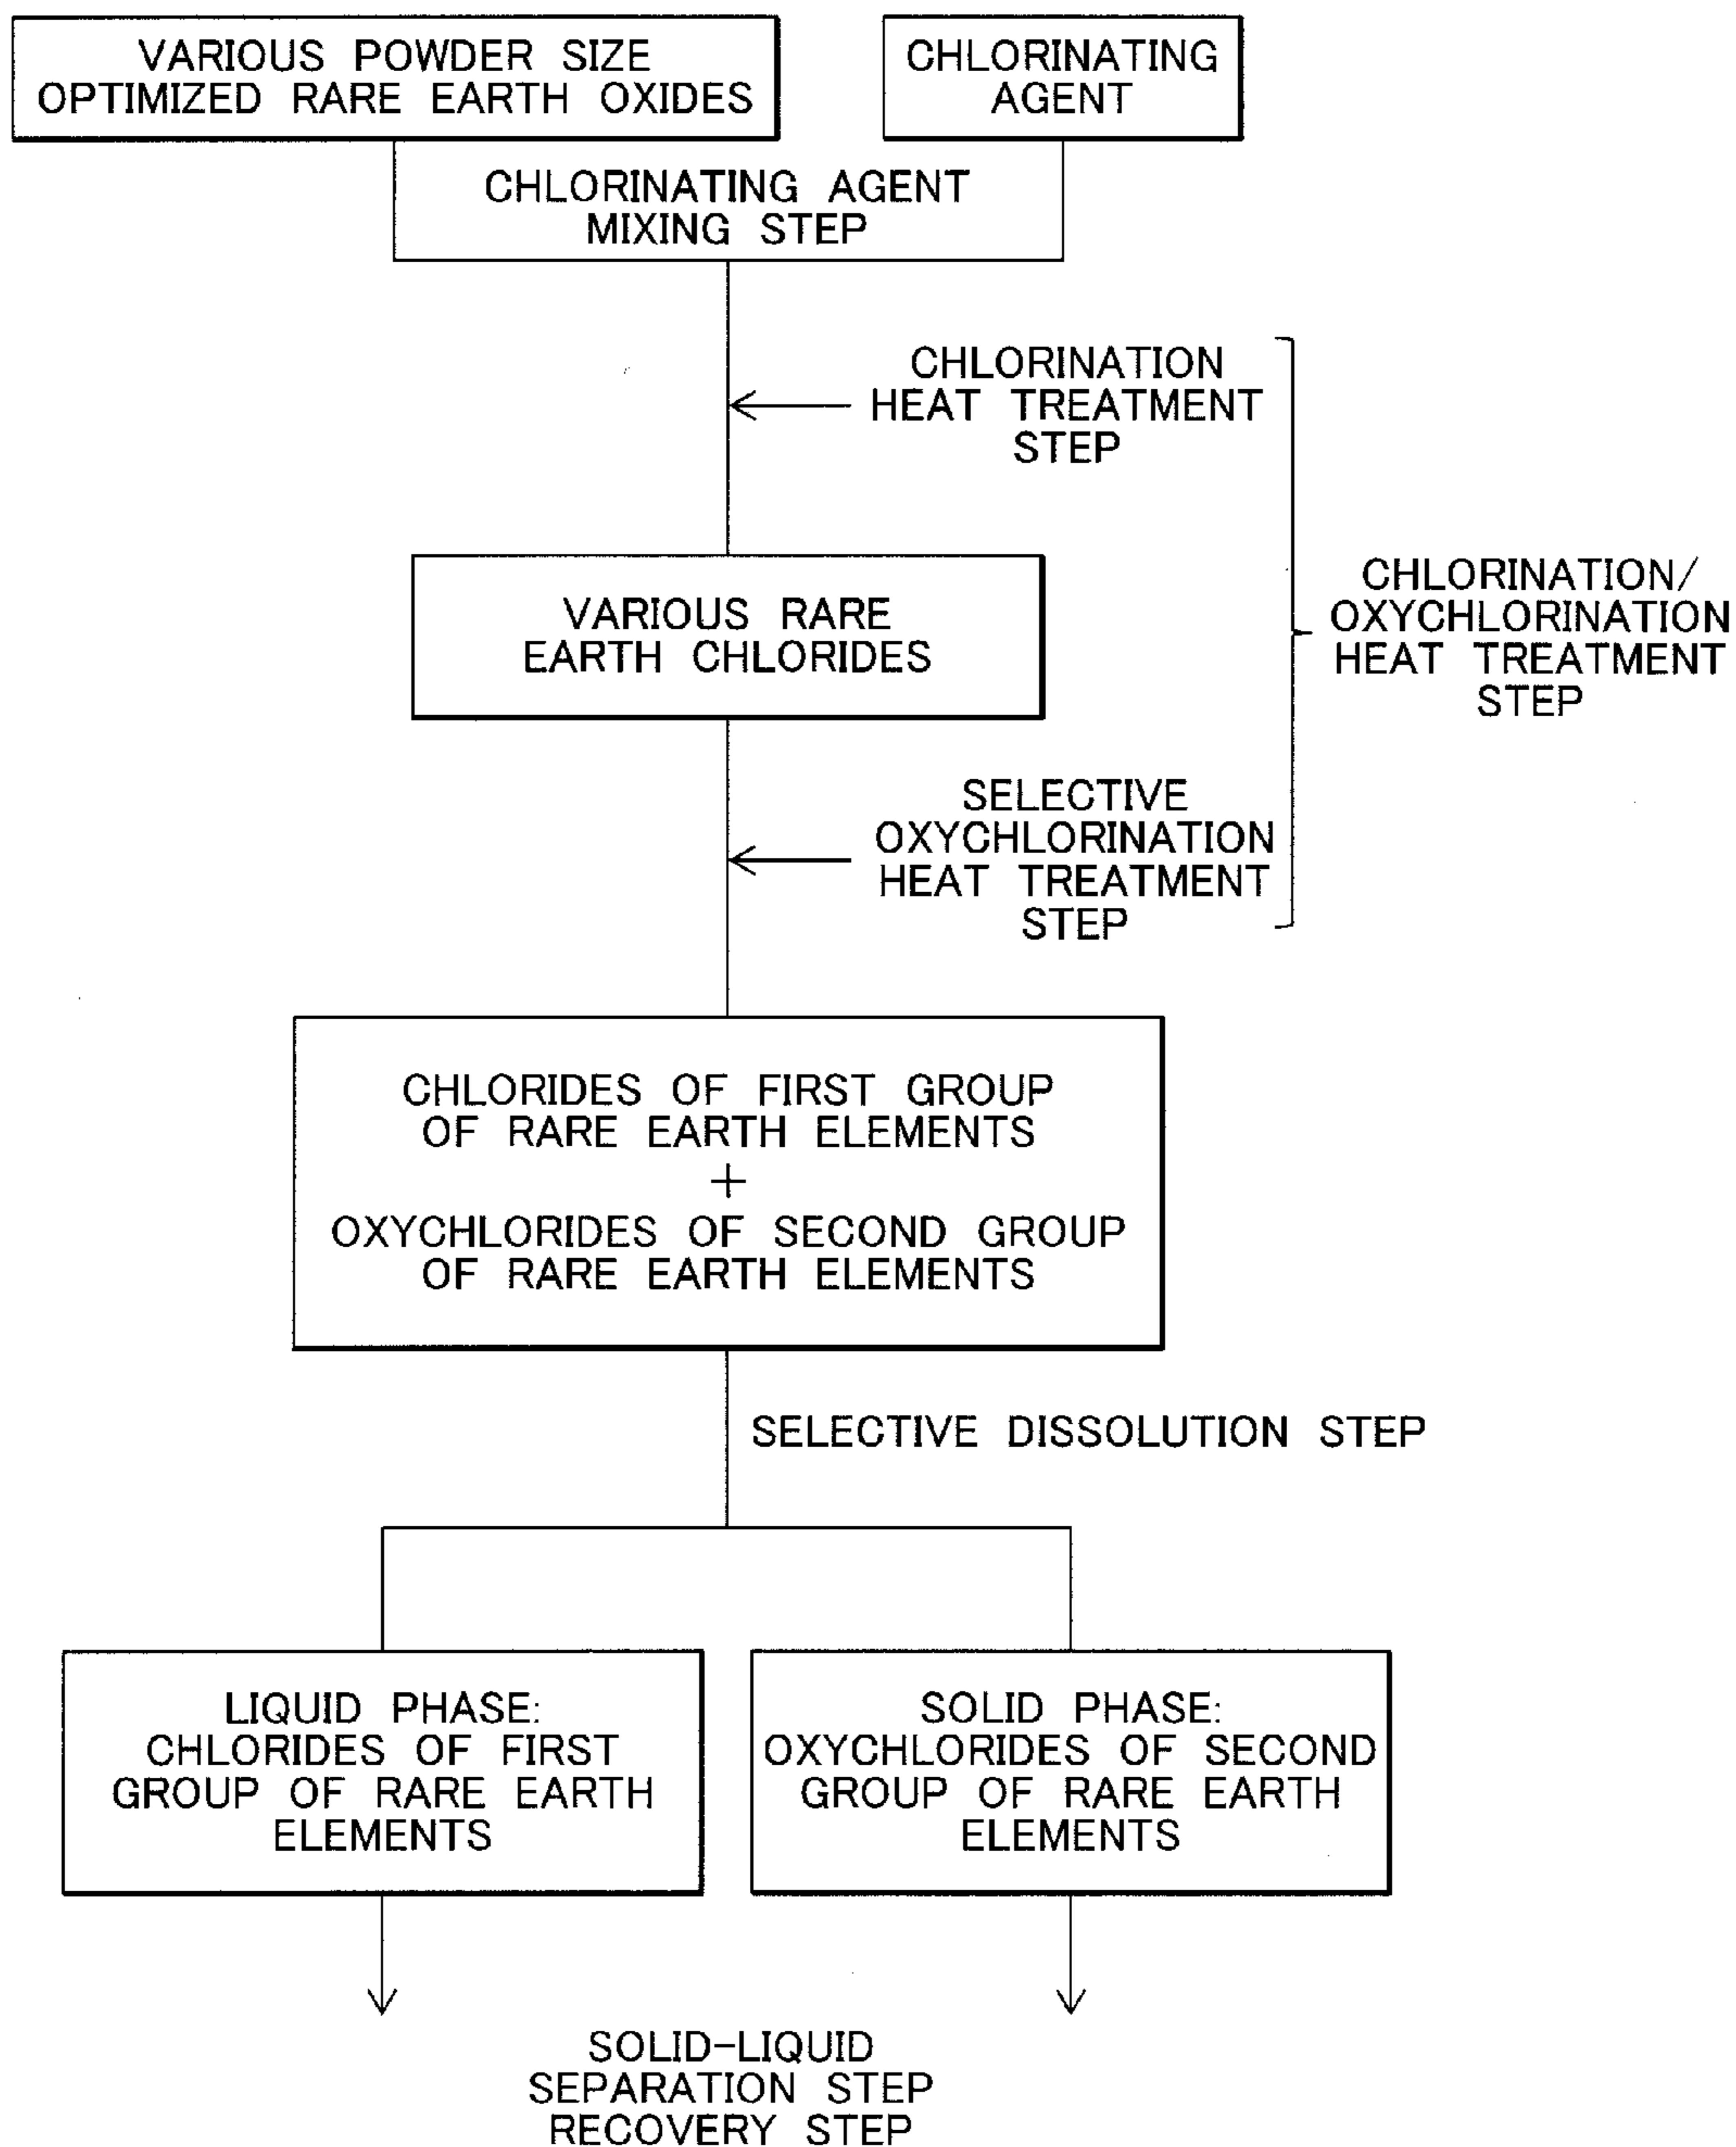 VARIOUS POWDER SIZE
OPTIMIZED RARE EARTH OXIDES
CHLORINATING
AGENT
CHLORINATING AGENT
MIXING STEP
CHLORINATION
HEAT TREATMENT
STEP
VARIOUS RARE
EARTH CHLORIDES
CHLORINATION/
OXYCHLORINATION
HEAT TREATMENT
STEP
SELECTIVE
OXYCHLORINATION
HEAT TREATMENT
STEP
CHLORIDES OF FIRST GROUP
OF RARE EARTH ELEMENTS
+
OXYCHLORIDES OF SECOND GROUP
OF RARE EARTH ELEMENTS
SELECTIVE DISSOLUTION STEP
LIQUID PHASE:
CHLORIDES OF FIRST
GROUP OF RARE EARTH
ELEMENTS
SOLID PHASE:
OXYCHLORIDES OF SECOND
GROUP OF RARE EARTH
ELEMENTS
SOLID-LIQUID
SEPARATION STEP
RECOVERY STEP